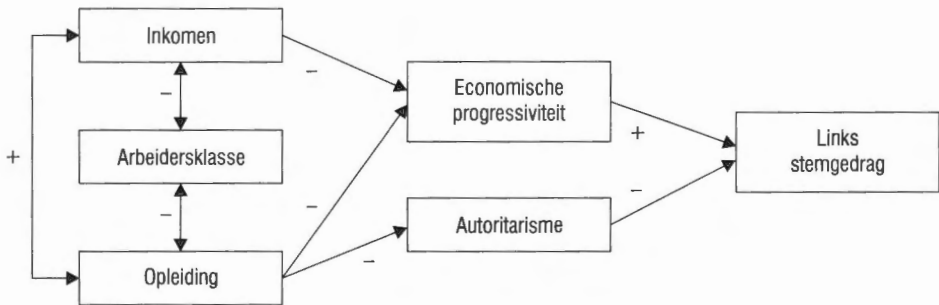 Inkomen
Arbeidersklasse
Opleiding
Economische
progressiviteit
Autoritarisme
Links
stemgedrag
+
–
–
–
–
–
+
–